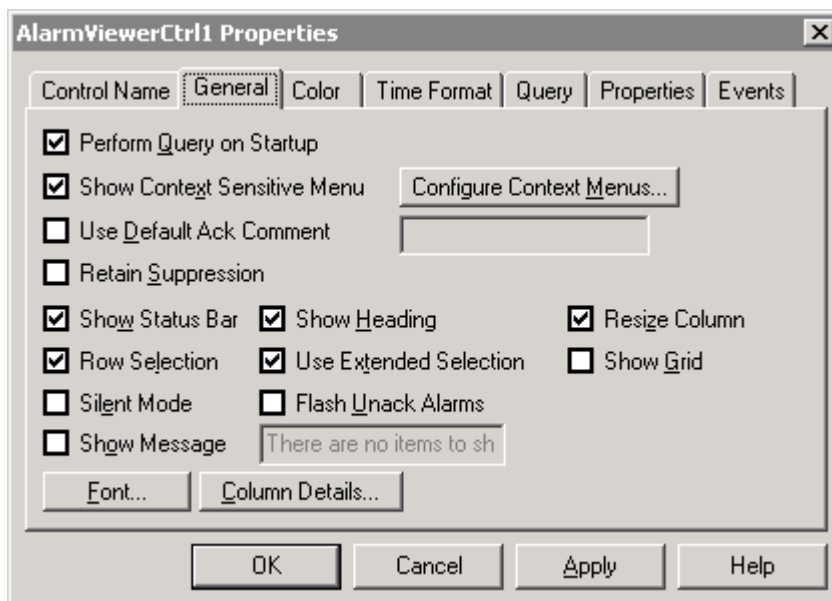 AlarmViewerCtrl1 Properties
Control Name General Color Time Format Query Properties Events
Perform Query on Startup
Show Context Sensitive Menu Configure Context Menus...
Use Default Ack Comment
Retain Suppression
Show Status Bar Show Heading Resize Column
Row Selection Use Extended Selection Show Grid
Silent Mode Flash Unack Alarms
Show Message There are no items to sh
Font... Column Details...
OK Cancel Apply Help